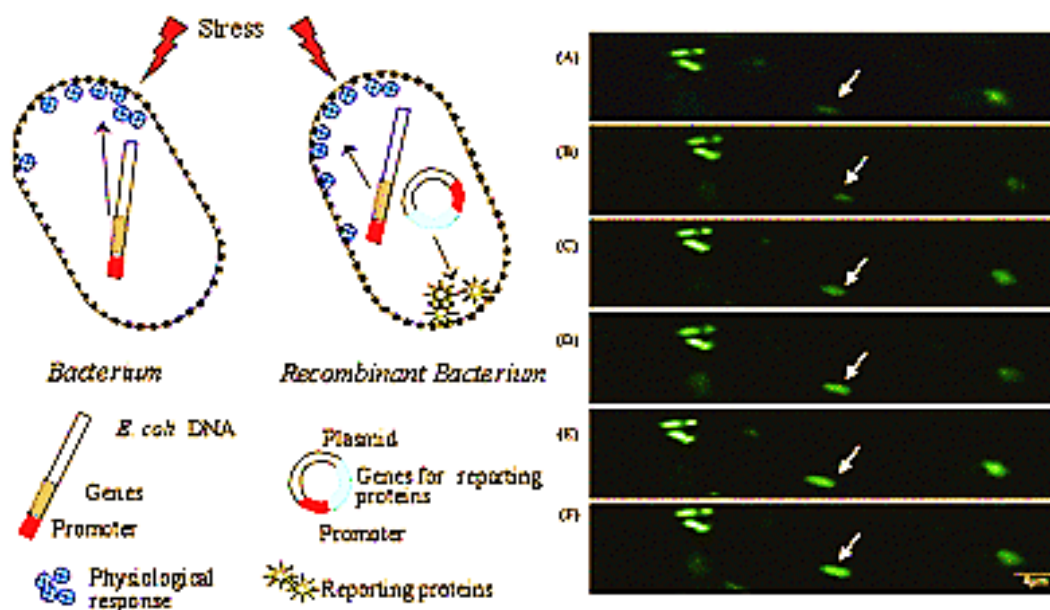 Stress
Bacterium
Recombinant Bacterium
E. coli DNA
Genes
Promoter
Physiological
response
Plasmid
Genes for reporting
proteins
Promoter
Reporting proteins
(A)
(B)
(C)
(D)
(E)
(F)